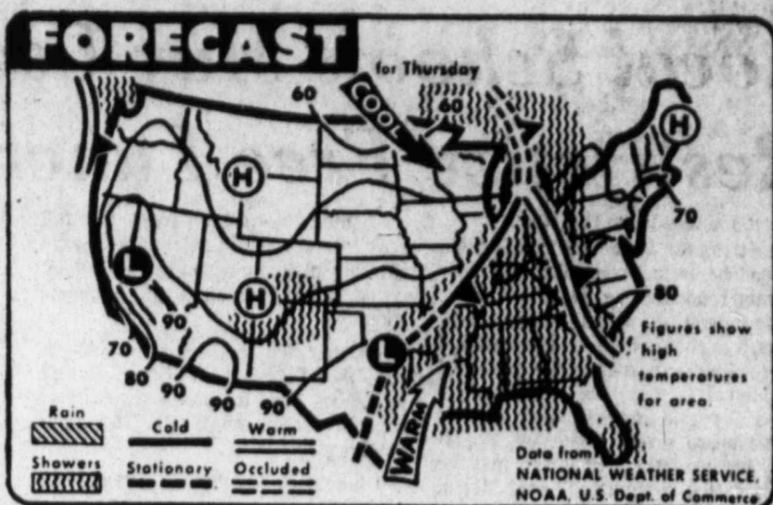 FORECAST
for Thursday
60
COOL
60
H
H
70
L
90
H
80
Figures show
high
temperatures
for area.
70
80
90
90
90
L
WARM
Rain
Cold
Warm
Showers
Stationary
Occluded
Data from
NATIONAL WEATHER SERVICE,
NOAA, U.S. Dept. of Commerce